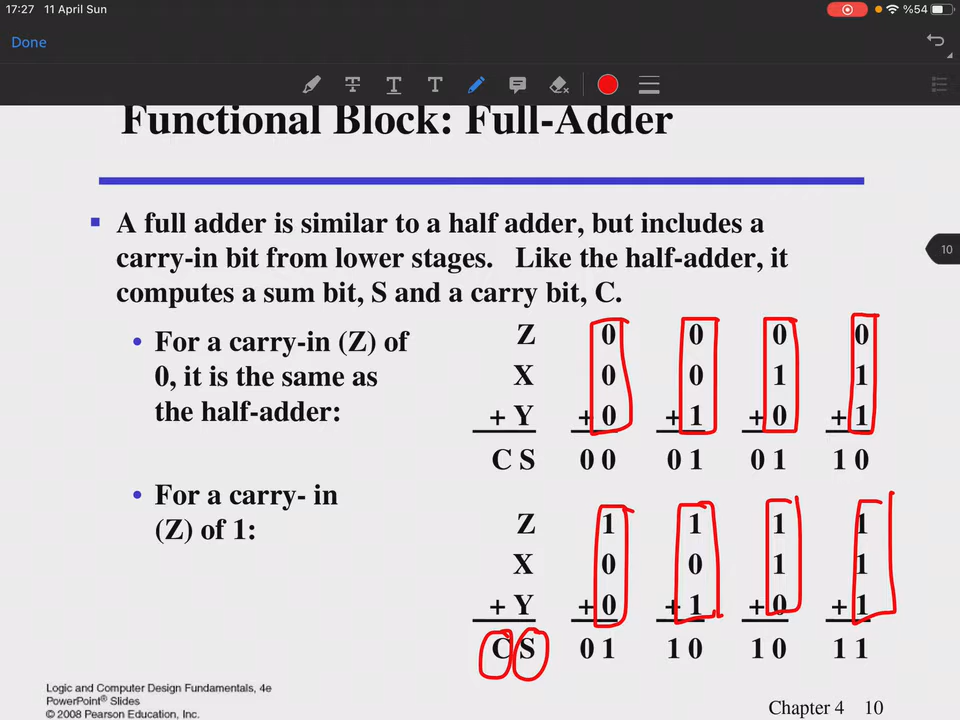 17:27 11 April Sun %54
Done
T T T
Functional Block: Full-Adder
A full adder is similar to a half adder, but includes a
carry-in bit from lower stages. Like the half-adder, it
computes a sum bit, S and a carry bit, C.
10
• For a carry-in (Z) of
0, it is the same as
the half-adder:
Z 0 0 0 0
X 0 0 1 1
+ Y + 0 + 1 + 0 + 1
C S 0 0 0 1 0 1 1 0
• For a carry- in
(Z) of 1:
Z 1 1 1 1
X 0 0 1 1
+ Y + 0 + 1 + 0 + 1
C S 0 1 1 0 1 0 1 1
Logic and Computer Design Fundamentals, 4e
PowerPoint® Slides
© 2008 Pearson Education, Inc.
Chapter 4 10